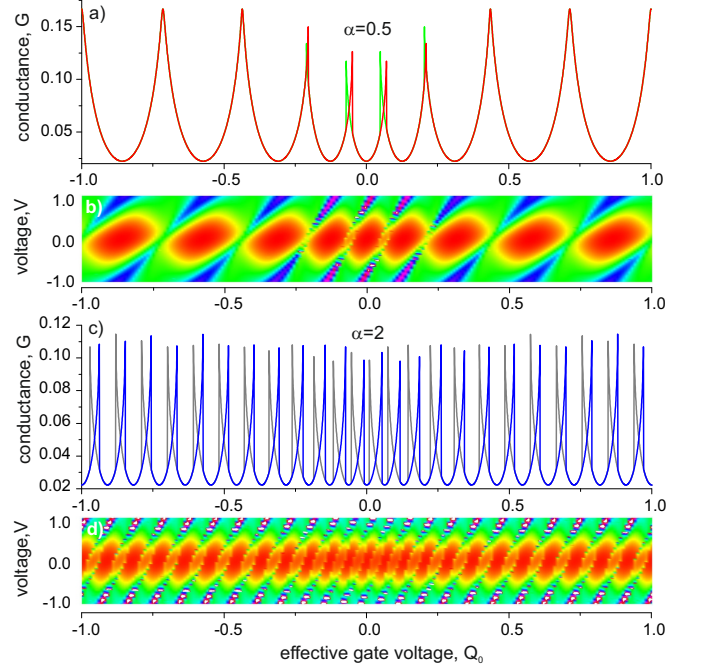 a)
α=0.5
conductance, G
0.15
0.10
0.05
-1.0 -0.5 0.0 0.5 1.0
b)
voltage,V
1.0
0.0
-1.0
-1.0 -0.5 0.0 0.5 1.0
c)
α=2
conductance, G
0.12
0.10
0.08
0.06
0.04
0.02
-1.0 -0.5 0.0 0.5 1.0
d)
voltage,V
1.0
0.0
-1.0
-1.0 -0.5 0.0 0.5 1.0
effective gate voltage, Q₀